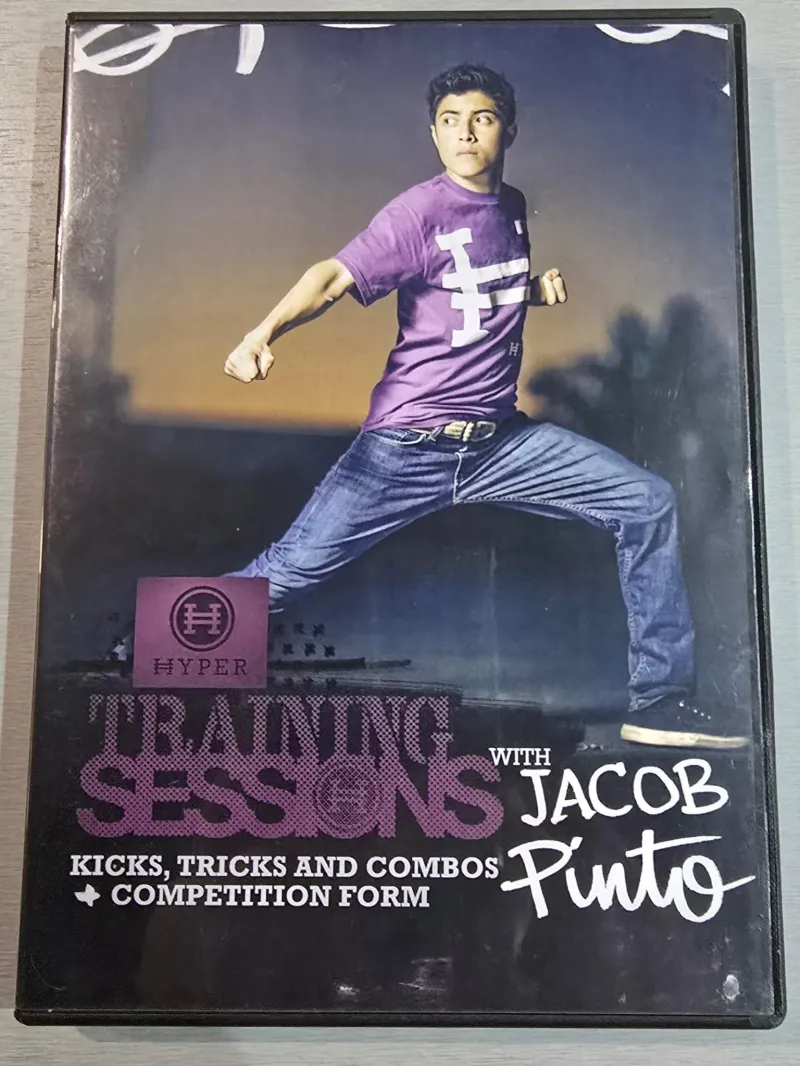 HYPER
TRAINING
SESSIONS
WITH
JACOB
Pinto
KICKS, TRICKS AND COMBOS
+ COMPETITION FORM